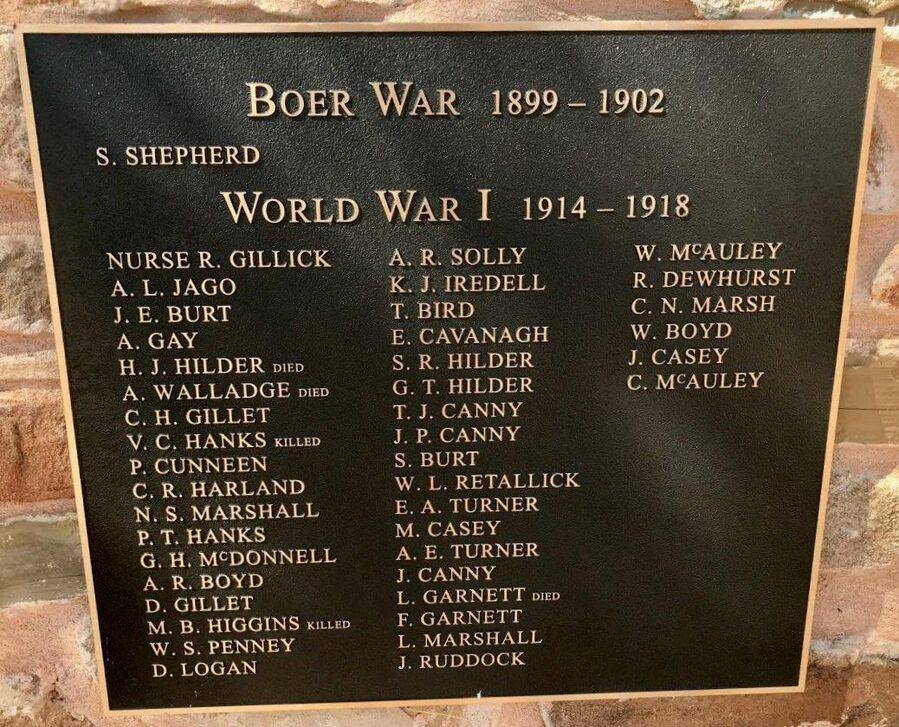 BOER WAR 1899 – 1902
S. SHEPHERD
WORLD WAR I 1914 – 1918
NURSE R. GILLICK
A. L. JAGO
J. E. BURT
A. GAY
H. J. HILDER DIED
A. WALLADGE DIED
C. H. GILLET
V. C. HANKS KILLED
P. CUNNEEN
C. R. HARLAND
N. S. MARSHALL
P. T. HANKS
G. H. McDONNELL
A. R. BOYD
D. GILLET
M. B. HIGGINS KILLED
W. S. PENNEY
D. LOGAN
A. R. SOLLY
K. J. IREDELL
T. BIRD
E. CAVANAGH
S. R. HILDER
G. T. HILDER
T. J. CANNY
J. P. CANNY
S. BURT
W. L. RETALLICK
E. A. TURNER
M. CASEY
A. E. TURNER
J. CANNY
L. GARNETT DIED
F. GARNETT
L. MARSHALL
J. RUDDOCK
W. McAULEY
R. DEWHURST
C. N. MARSH
W. BOYD
J. CASEY
C. McAULEY